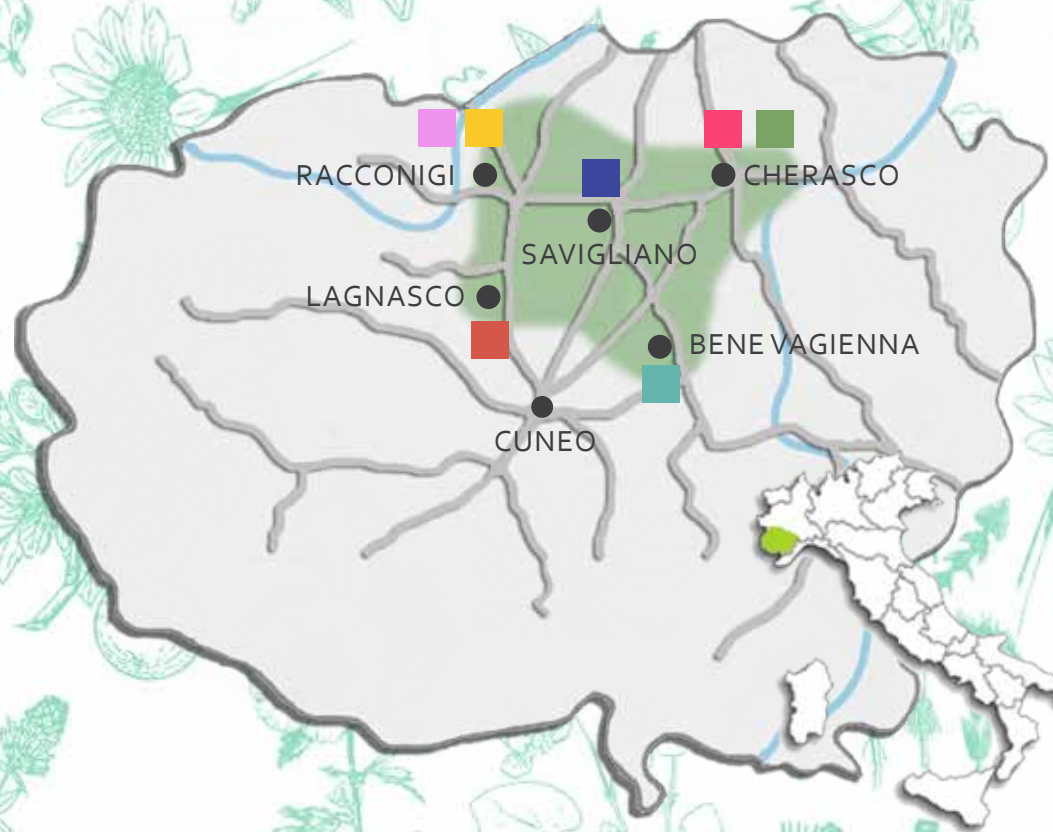 RACCONIGI
CHERASCO
SAVIGLIANO
LAGNASCO
BENE VAGIENNA
CUNEO